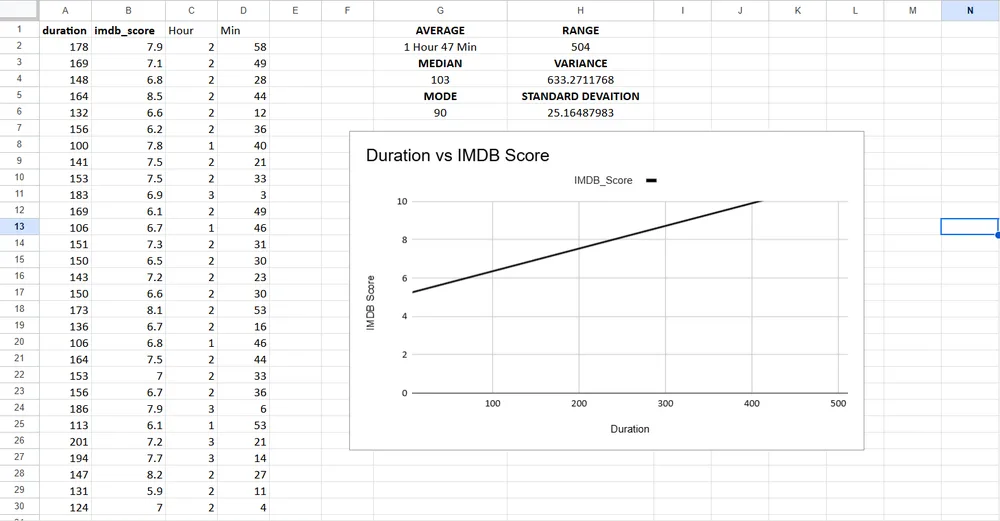 A B C D E F G H I J K L M N
1 duration imdb_score Hour Min AVERAGE RANGE
2 178 7.9 2 58 1 Hour 47 Min 504
3 169 7.1 2 49 MEDIAN VARIANCE
4 148 6.8 2 28 103 633.2711768
5 164 8.5 2 44 MODE STANDARD DEVAITION
6 132 6.6 2 12 90 25.16487983
7 156 6.2 2 36
8 100 7.8 1 40
9 141 7.5 2 21
10 153 7.5 2 33
11 183 6.9 3 3
12 169 6.1 2 49
13 106 6.7 1 46
14 151 7.3 2 31
15 150 6.5 2 30
16 143 7.2 2 23
17 150 6.6 2 30
18 173 8.1 2 53
19 136 6.7 2 16
20 106 6.8 1 46
21 164 7.5 2 44
22 153 7 2 33
23 156 6.7 2 36
24 186 7.9 3 6
25 113 6.1 1 53
26 201 7.2 3 21
27 194 7.7 3 14
28 147 8.2 2 27
29 131 5.9 2 11
30 124 7 2 4
Duration vs IMDB Score
IMDB_Score
10
8
6
4
2
0
IMDB Score
100 200 300 400 500
Duration